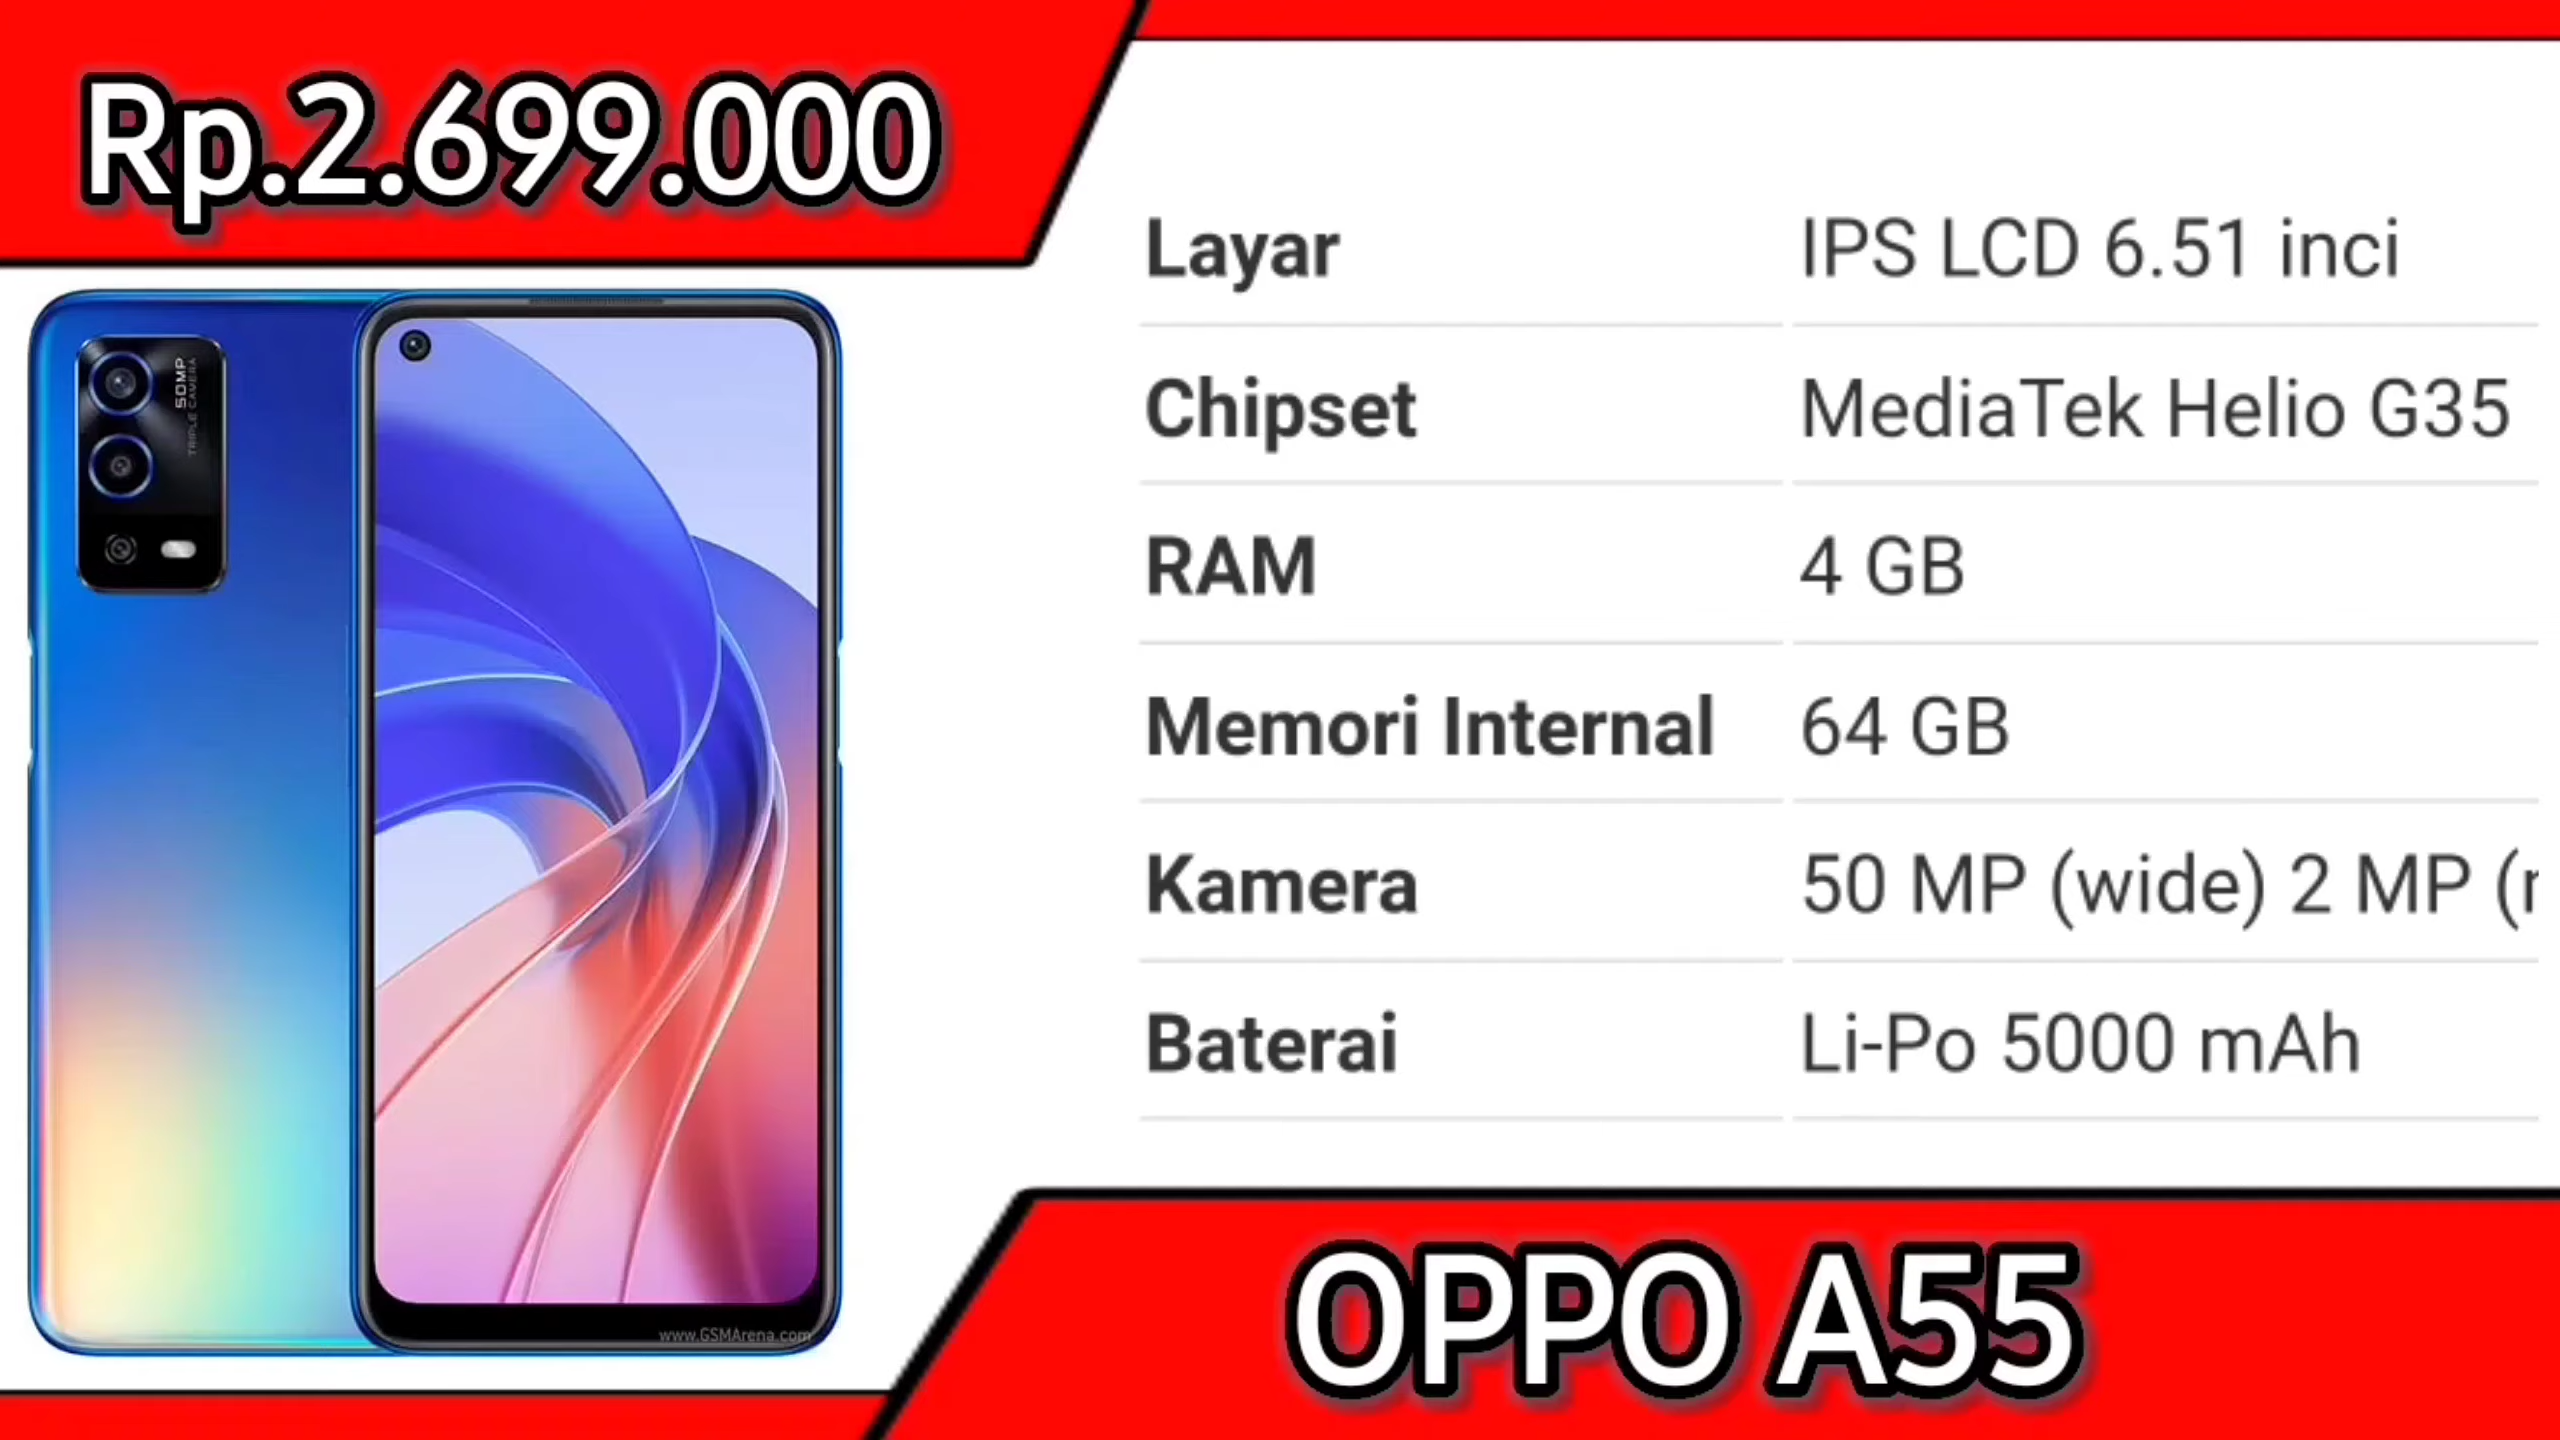 Rp.2.699.000
50MP
TRIPLE CAMERA
www.GSMArena.com
Layar IPS LCD 6.51 inci
Chipset MediaTek Helio G35
RAM 4 GB
Memori Internal 64 GB
Kamera 50 MP (wide) 2 MP (
Baterai Li-Po 5000 mAh
OPPO A55